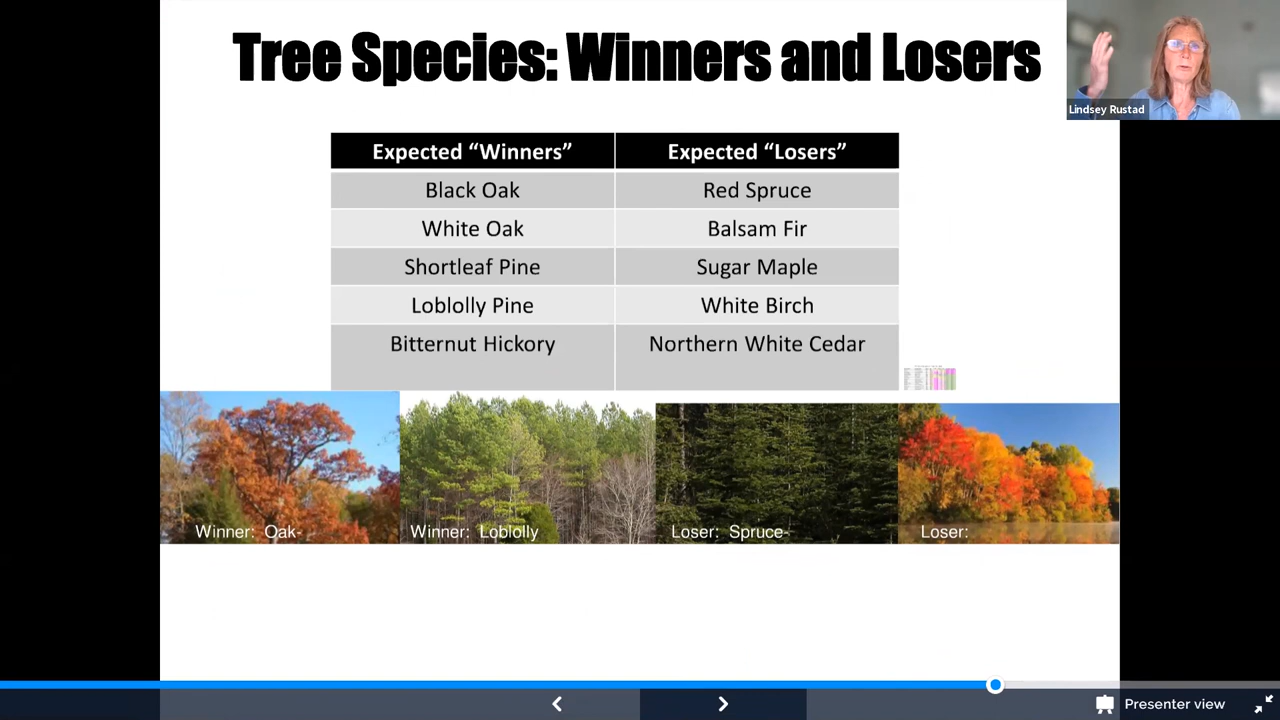 Tree Species: Winners and Losers
Lindsey Rustad
Expected “Winners” Expected “Losers”
Black Oak Red Spruce
White Oak Balsam Fir
Shortleaf Pine Sugar Maple
Loblolly Pine White Birch
Bitternut Hickory Northern White Cedar
Winner: Oak- Winner: Loblolly Loser: Spruce- Loser:
Presenter view